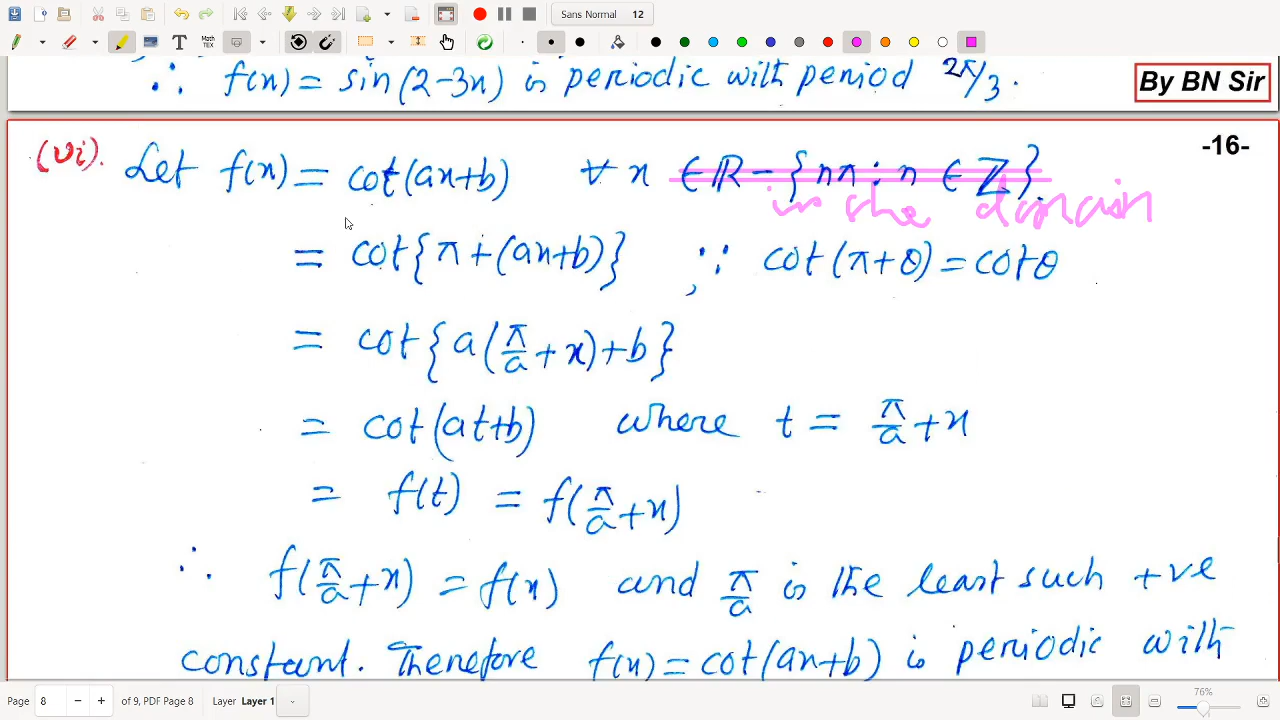 Sans Normal 12
MATH TEX
∴ f(x) = sin(2-3x) is periodic with period 2π/3.
By BN Sir
-16-
(vi). Let f(x) = cot(ax+b) ∀ x ∈ ℝ - {nπ : n ∈ ℤ}.
in the domain
= cot{π+(ax+b)} ∵ cot(π+θ) = cotθ
= cot{a(π/a + x)+b}
= cot(at+b) where t = π/a + x
= f(t) = f(π/a + x)
∴ f(π/a + x) = f(x) and π/a is the least such +ve
constant. Therefore f(x) = cot(ax+b) is periodic with
Page 8 of 9, PDF Page 8 Layer Layer 1
76%